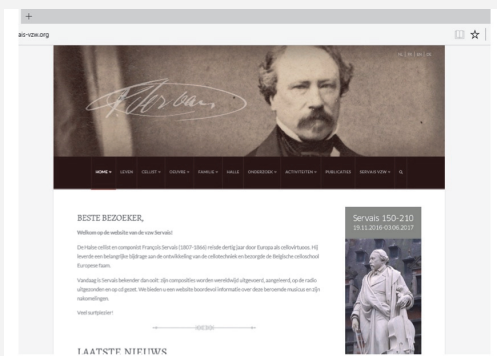 ais-vzw.org
NL | FR | EN | DE
HOME LEVEN CELLIST OEUVRE FAMILIE HALLE ONDERZOEK ACTIVITEITEN PUBLICATIES SERVAIS VZW
BESTE BEZOEKER,
Servais 150-210
19.11.2016-03.06.2017
Welkom op de website van de vzw Servais!
De Halse cellist en componist François Servais (1807-1866) reisde dertig jaar door Europa als cellovirtuoos. Hij
leverde een belangrijke bijdrage aan de ontwikkeling van de cellotechniek en bezorgde de Belgische celloschool
Europese faam.
Vandaag is Servais bekender dan ooit: zijn composities worden wereldwijd uitgevoerd, aangeleerd, op de radio
uitgezonden en op cd gezet. We bieden u een website boordevol informatie over deze beroemde musicus en zijn
nakomelingen.
Veel surfplezier!
LAATSTE NIEUWS